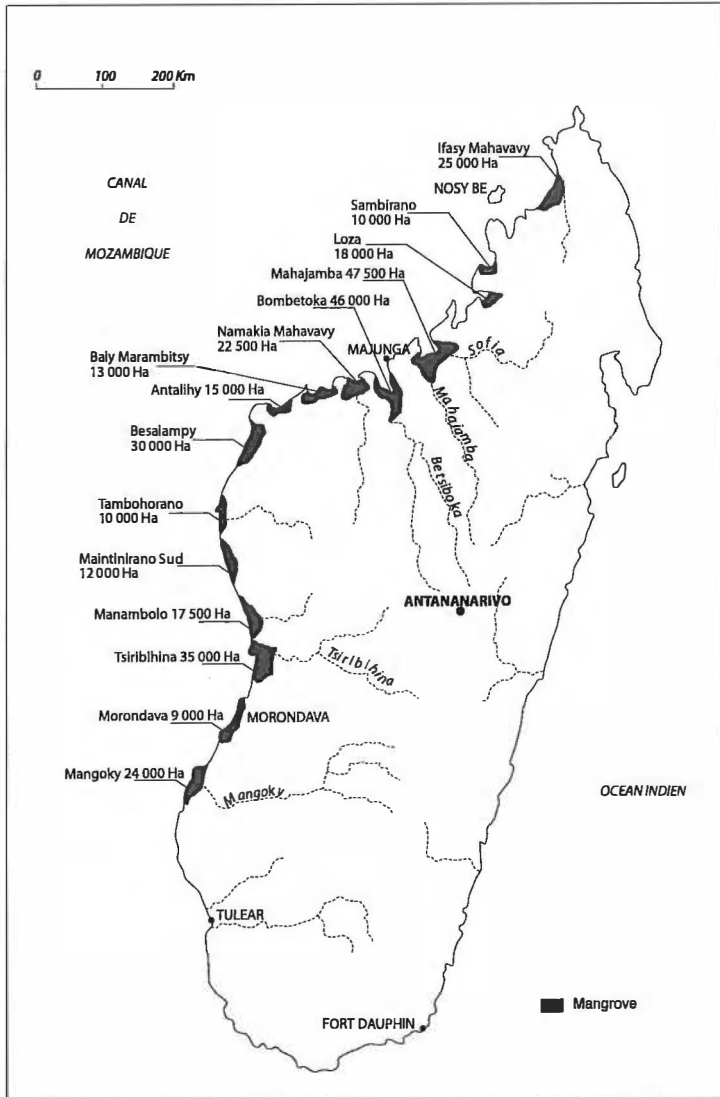 0 100 200 Km
Ifasy Mahavavy
25 000 Ha
CANAL
NOSY BE
Sambirano
10 000 Ha
DE
Loza
18 000 Ha
MOZAMBIQUE
Mahajamba 47 500 Ha
Bombetoka 46 000 Ha
Namakia Mahavavy
22 500 Ha
MAJUNGA
Sofia
Baly Marambitsy
13 000 Ha
Antalihy 15 000 Ha
Mahajamba
Besalampy
30 000 Ha
Betsiboka
Tambohorano
10 000 Ha
Maintinirano Sud
12 000 Ha
ANTANANARIVO
Manambolo 17 500 Ha
Tsiribihina 35 000 Ha
Tsiribihina
Morondava 9 000 Ha
MORONDAVA
Mangoky 24 000 Ha
Mangoky
OCEAN INDIEN
TULEAR
Mangrove
FORT DAUPHIN